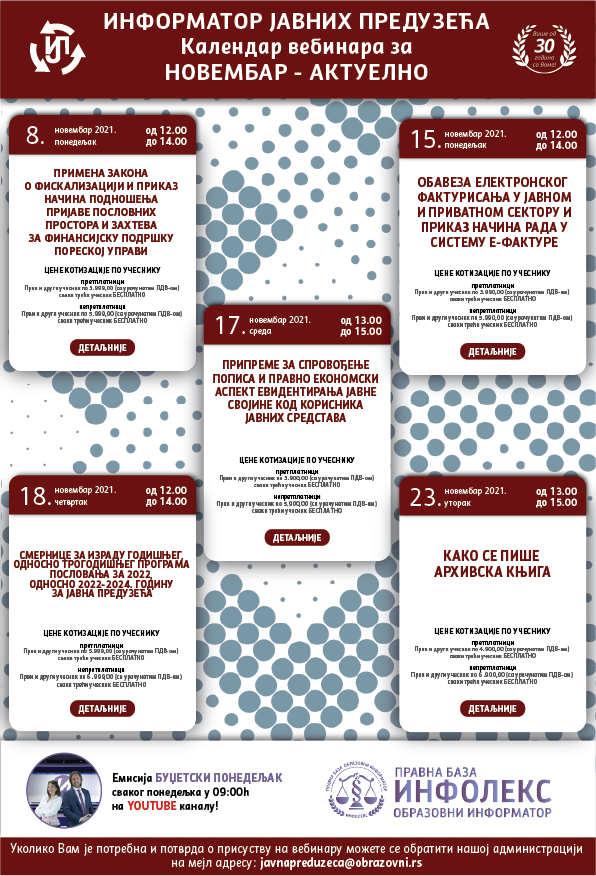 ИНФОРМАТОР ЈАВНИХ ПРЕДУЗЕЋА
Календар вебинара за
НОВЕМБАР - АКТУЕЛНО
Више од
30
година
са Вама!
8. новембар 2021. од 12.00
понедељак до 14.00
ПРИМЕНА ЗАКОНА
О ФИСКАЛИЗАЦИЈИ И ПРИКАЗ
НАЧИНА ПОДНОШЕЊА
ПРИЈАВЕ ПОСЛОВНИХ
ПРОСТОРА И ЗАХТЕВА
ЗА ФИНАНСИЈСКУ ПОДРШКУ
ПОРЕСКОЈ УПРАВИ
ЦЕНЕ КОТИЗАЦИЈЕ ПО УЧЕСНИКУ
претплатници
Први и други учесник по 3.999,00 (са урачунатим ПДВ-ом)
сваки трећи учесник БЕСПЛАТНО
непретплатници
Први и други учесник по 5.999,00 (са урачунатим ПДВ-ом)
сваки трећи учесник БЕСПЛАТНО
ДЕТАЉНИЈЕ
15. новембар 2021. од 12.00
понедељак до 14.00
ОБАВЕЗА ЕЛЕКТРОНСКОГ
ФАКТУРИСАЊА У ЈАВНОМ
И ПРИВАТНОМ СЕКТОРУ И
ПРИКАЗ НАЧИНА РАДА У
СИСТЕМУ Е-ФАКТУРЕ
ЦЕНЕ КОТИЗАЦИЈЕ ПО УЧЕСНИКУ
претплатници
Први и други учесник по 3.990,00 (са урачунатим ПДВ-ом)
сваки трећи учесник БЕСПЛАТНО
непретплатници
Први и други учесник по 5.990,00 (са урачунатим ПДВ-ом)
сваки трећи учесник БЕСПЛАТНО
ДЕТАЉНИЈЕ
17. новембар 2021. од 13.00
среда до 15.00
ПРИПРЕМЕ ЗА СПРОВОЂЕЊЕ
ПОПИСА И ПРАВНО ЕКОНОМСКИ
АСПЕКТ ЕВИДЕНТИРАЊА ЈАВНЕ
СВОЈИНЕ КОД КОРИСНИКА
ЈАВНИХ СРЕДСТАВА
ЦЕНЕ КОТИЗАЦИЈЕ ПО УЧЕСНИКУ
претплатници
Први и други учесник по 3.900,00 (са урачунатим ПДВ-ом)
сваки трећи учесник БЕСПЛАТНО
непретплатници
Први и други учесник по 5.900,00 (са урачунатим ПДВ-ом)
сваки трећи учесник БЕСПЛАТНО
ДЕТАЉНИЈЕ
18. новембар 2021. од 12.00
четвртак до 14.00
СМЕРНИЦЕ ЗА ИЗРАДУ ГОДИШЊЕГ,
ОДНОСНО ТРОГОДИШЊЕГ ПРОГРАМА
ПОСЛОВАЊА ЗА 2022,
ОДНОСНО 2022-2024. ГОДИНУ
ЗА ЈАВНА ПРЕДУЗЕЋА
ЦЕНЕ КОТИЗАЦИЈЕ ПО УЧЕСНИКУ
претплатници
Први и други учесник по 5.999,00 (са урачунатим ПДВ-ом)
сваки трећи учесник БЕСПЛАТНО
непретплатници
Први и други учесник по 6.999,00 (са урачунатим ПДВ-ом)
сваки трећи учесник БЕСПЛАТНО
ДЕТАЉНИЈЕ
23. новембар 2021. од 13.00
уторак до 15.00
КАКО СЕ ПИШЕ
АРХИВСКА КЊИГА
ЦЕНЕ КОТИЗАЦИЈЕ ПО УЧЕСНИКУ
претплатници
Први и други учесник по 4.900,00 (са урачунатим ПДВ-ом)
сваки трећи учесник БЕСПЛАТНО
непретплатници
Први и други учесник по 6.900,00 (са урачунатим ПДВ-ом)
сваки трећи учесник БЕСПЛАТНО
ДЕТАЉНИЈЕ
Емисија БУЏЕТСКИ ПОНЕДЕЉАК
сваког понедељка у 09:00h
на YOUTUBE каналу!
ПРАВНА БАЗА ОБРАЗОВНИ ИНФОРМАТОР
ИНФОЛЕКС
ПРАВНА БАЗА
ИНФОЛЕКС
ОБРАЗОВНИ ИНФОРМАТОР
Уколико Вам је потребна и потврда о присуству на вебинару можете се обратити нашој администрацији
на мејл адресу: javnapreduzeca@obrazovni.rs